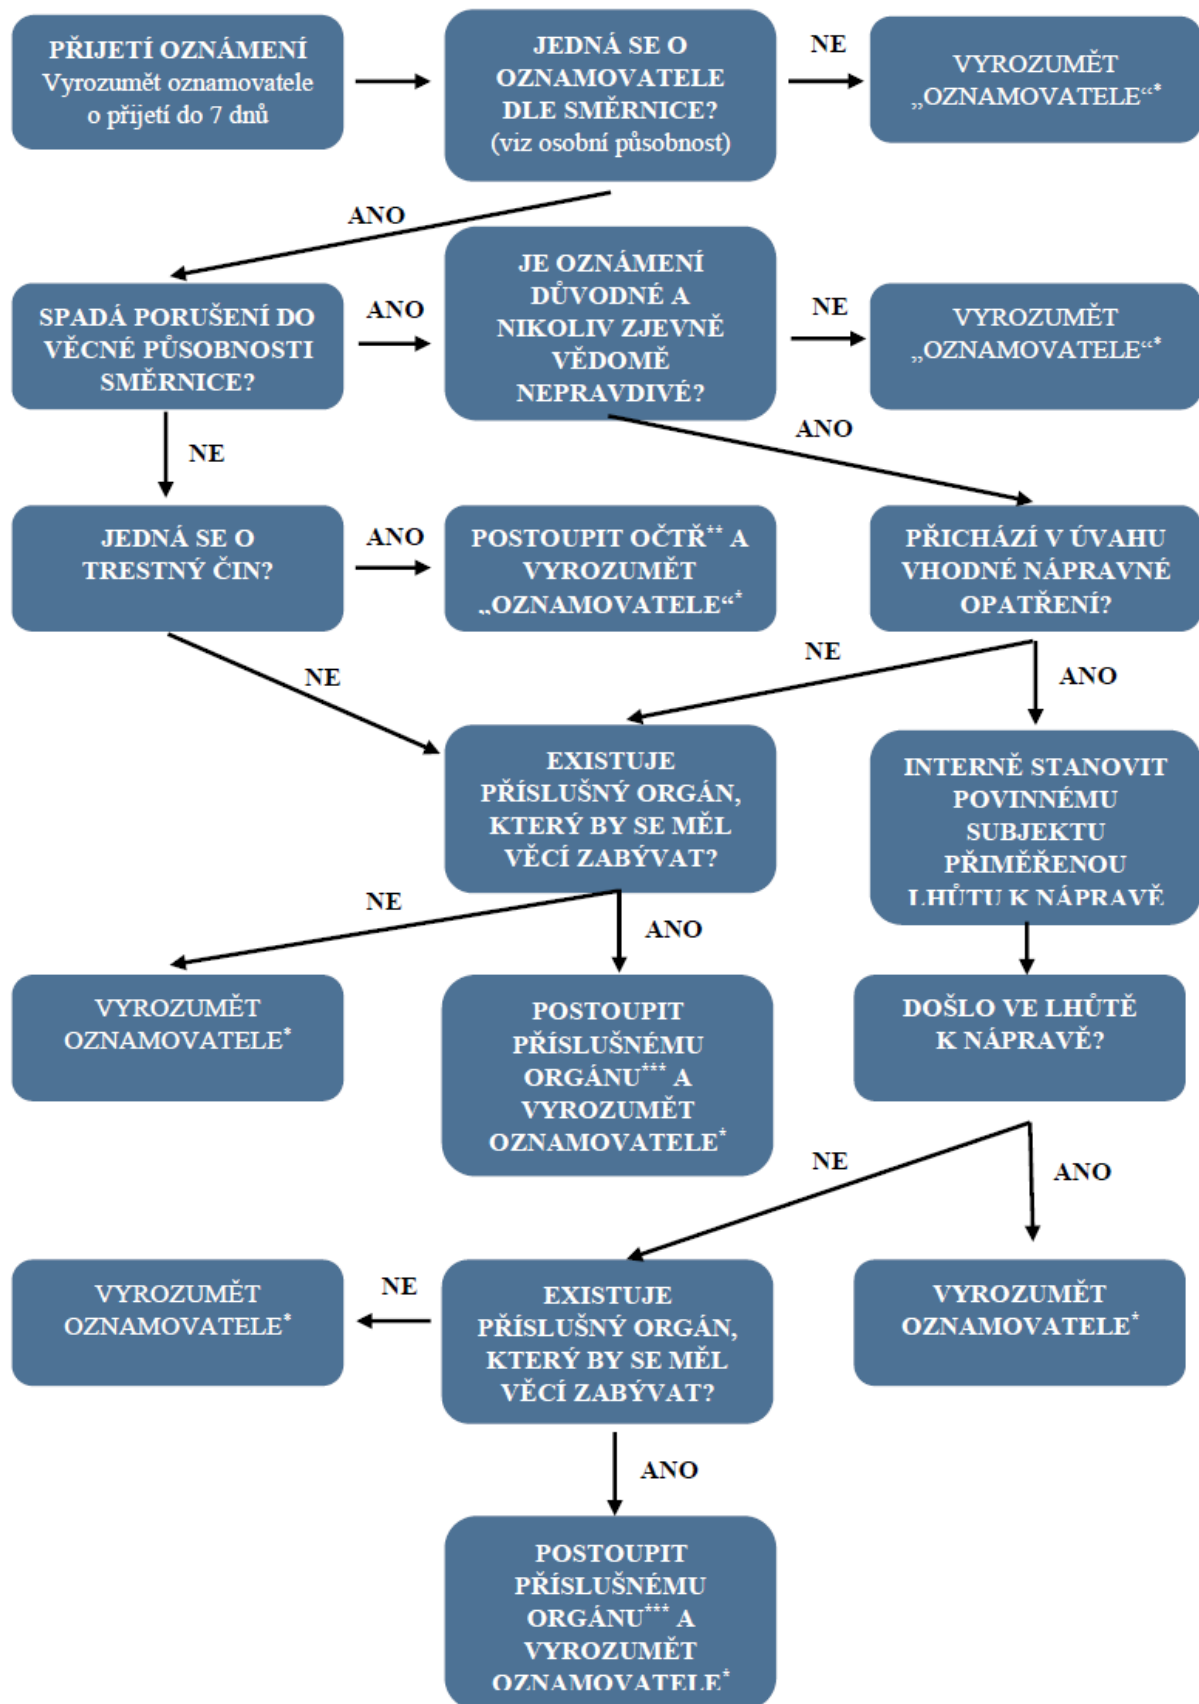 PŘIJETÍ OZNÁMENÍ
Vyrozumět oznamovatele
o přijetí do 7 dnů
JEDNÁ SE O
OZNAMOVATELE
DLE SMĚRNICE?
(viz osobní působnost)
NE
VYROZUMĚT
„OZNAMOVATELE“*
ANO
SPADÁ PORUŠENÍ DO
VĚCNÉ PŮSOBNOSTI
SMĚRNICE?
ANO
JE OZNÁMENÍ
DŮVODNÉ A
NIKOLIV ZJEVNĚ
VĚDOMĚ
NEPRAVDIVÉ?
NE
VYROZUMĚT
„OZNAMOVATELE“*
NE
ANO
JEDNÁ SE O
TRESTNÝ ČIN?
ANO
POSTOUPIT OČTŘ** A
VYROZUMĚT
„OZNAMOVATELE“*
PŘICHÁZÍ V ÚVAHU
VHODNÉ NÁPRAVNÉ
OPATŘENÍ?
NE
NE
ANO
EXISTUJE
PŘÍSLUŠNÝ ORGÁN,
KTERÝ BY SE MĚL
VĚCÍ ZABÝVAT?
INTERNĚ STANOVIT
POVINNÉMU
SUBJEKTU
PŘIMĚŘENOU
LHŮTU K NÁPRAVĚ
NE
ANO
VYROZUMĚT
OZNAMOVATELE*
POSTOUPIT
PŘÍSLUŠNÉMU
ORGÁNU*** A
VYROZUMĚT
OZNAMOVATELE*
DOŠLO VE LHŮTĚ
K NÁPRAVĚ?
NE
ANO
VYROZUMĚT
OZNAMOVATELE*
NE
EXISTUJE
PŘÍSLUŠNÝ ORGÁN,
KTERÝ BY SE MĚL
VĚCÍ ZABÝVAT?
VYROZUMĚT
OZNAMOVATELE*
ANO
POSTOUPIT
PŘÍSLUŠNÉMU
ORGÁNU*** A
VYROZUMĚT
OZNAMOVATELE*